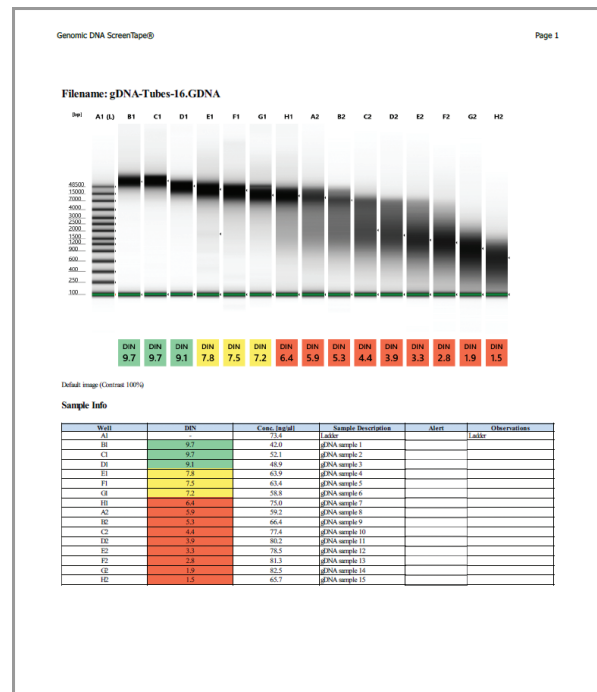 Genomic DNA ScreenTape® Page 1
Filename: gDNA-Tubes-16.GDNA
[bp] A1 (L) B1 C1 D1 E1 F1 G1 H1 A2 B2 C2 D2 E2 F2 G2 H2
48500
15000
7000
4000
3000
2500
2000
1500
1200
900
600
400
250
100
DIN DIN DIN DIN DIN DIN DIN DIN DIN DIN DIN DIN DIN DIN DIN
9.7 9.7 9.1 7.8 7.5 7.2 6.4 5.9 5.3 4.4 3.9 3.3 2.8 1.9 1.5
Default image (Contrast 100%)
Sample Info
Well DIN Conc. [ng/µl] Sample Description Alert Observations
A1 - 73.4 Ladder Ladder
B1 9.7 42.0 gDNA sample 1
C1 9.7 52.1 gDNA sample 2
D1 9.1 48.9 gDNA sample 3
E1 7.8 63.9 gDNA sample 4
F1 7.5 63.4 gDNA sample 5
G1 7.2 58.8 gDNA sample 6
H1 6.4 75.0 gDNA sample 7
A2 5.9 59.2 gDNA sample 8
B2 5.3 66.4 gDNA sample 9
C2 4.4 77.4 gDNA sample 10
D2 3.9 80.2 gDNA sample 11
E2 3.3 78.5 gDNA sample 12
F2 2.8 81.3 gDNA sample 13
G2 1.9 82.5 gDNA sample 14
H2 1.5 65.7 gDNA sample 15